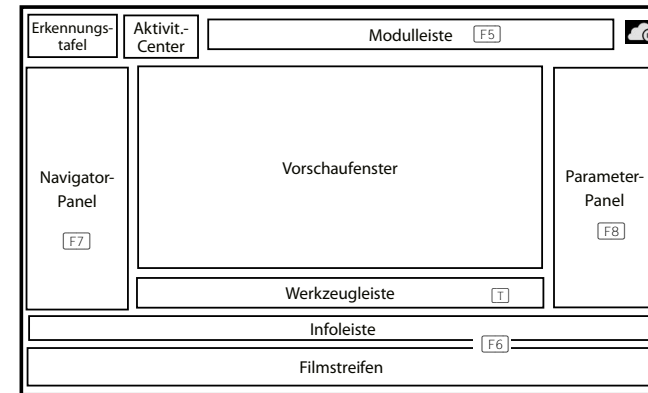 Erkennungs-
tafel
Aktivit.-
Center
Modulleiste F5
Navigator-
Panel
F7
Vorschaufenster
Parameter-
Panel
F8
Werkzeugleiste T
Infoleiste
F6
Filmstreifen